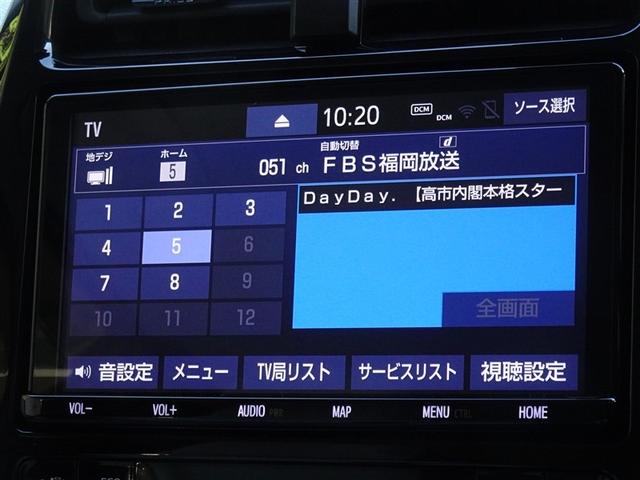 TV
10:20
DCM
DCM
ソース選択
地デジ
ホーム
5
051 ch
自動切替
d
FBS福岡放送
DayDay.【高市内閣本格スター
1 2 3
4 5 6
7 8 9
10 11 12
全画面
音設定
メニュー
TV局リスト
サービスリスト
視聴設定
VOL-
VOL+
AUDIO PWR
MAP
MENU CTRL
HOME